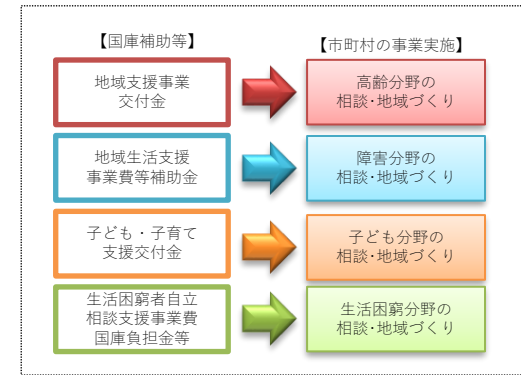 【国庫補助等】
【市町村の事業実施】
地域支援事業
交付金
高齢分野の
相談・地域づくり
地域生活支援
事業費等補助金
障害分野の
相談・地域づくり
子ども・子育て
支援交付金
子ども分野の
相談・地域づくり
生活困窮者自立
相談支援事業費
国庫負担金等
生活困窮分野の
相談・地域づくり